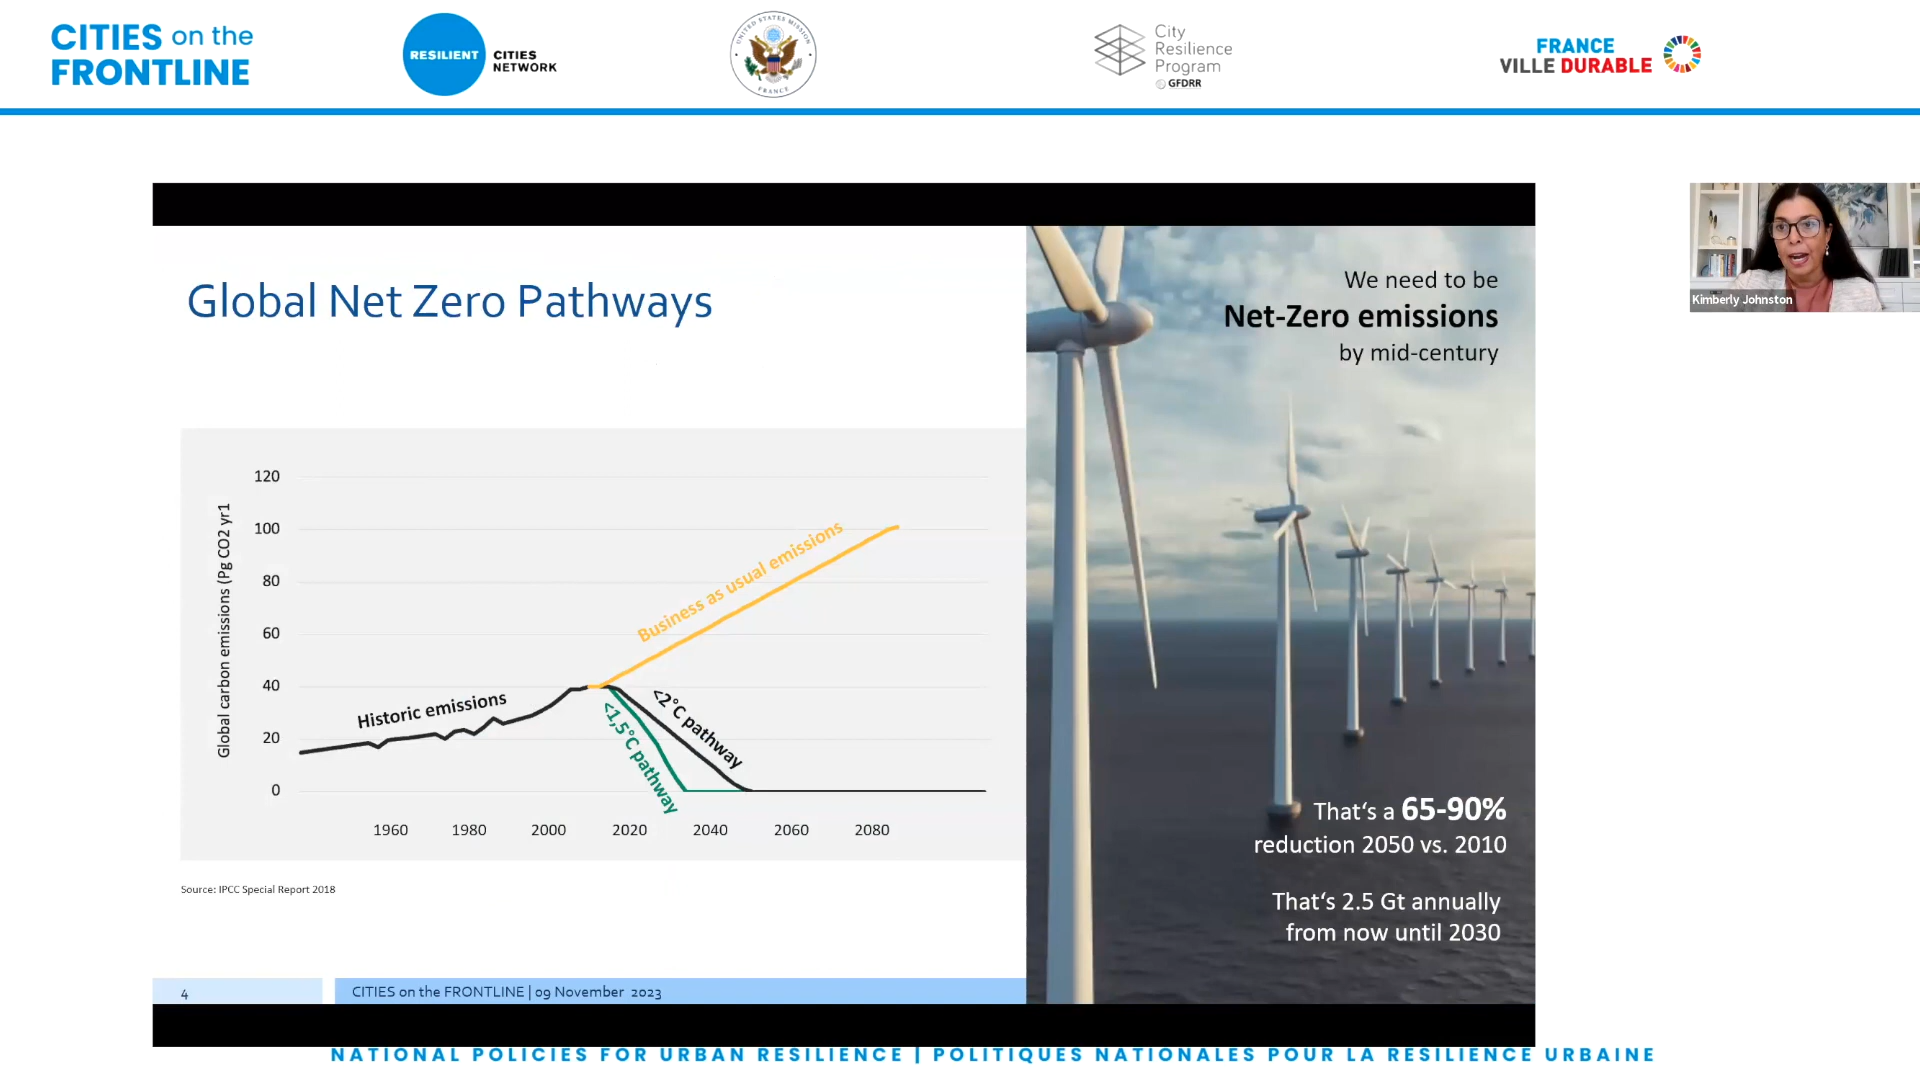 CITIES on the
FRONTLINE
RESILIENT CITIES
NETWORK
UNITED STATES MISSION
FRANCE
City
Resilience
Program
GFDRR
FRANCE
VILLE DURABLE
Kimberly Johnston
Global Net Zero Pathways
We need to be
Net-Zero emissions
by mid-century
Global carbon emissions (Pg CO2 yr1
120
100
80
60
40
20
0
Business as usual emissions
Historic emissions
<2°C pathway
<1,5°C pathway
1960 1980 2000 2020 2040 2060 2080
Source: IPCC Special Report 2018
That's a 65-90%
reduction 2050 vs. 2010
That's 2.5 Gt annually
from now until 2030
4 CITIES on the FRONTLINE | 09 November 2023
NATIONAL POLICIES FOR URBAN RESILIENCE | POLITIQUES NATIONALES POUR LA RESILIENCE URBAINE